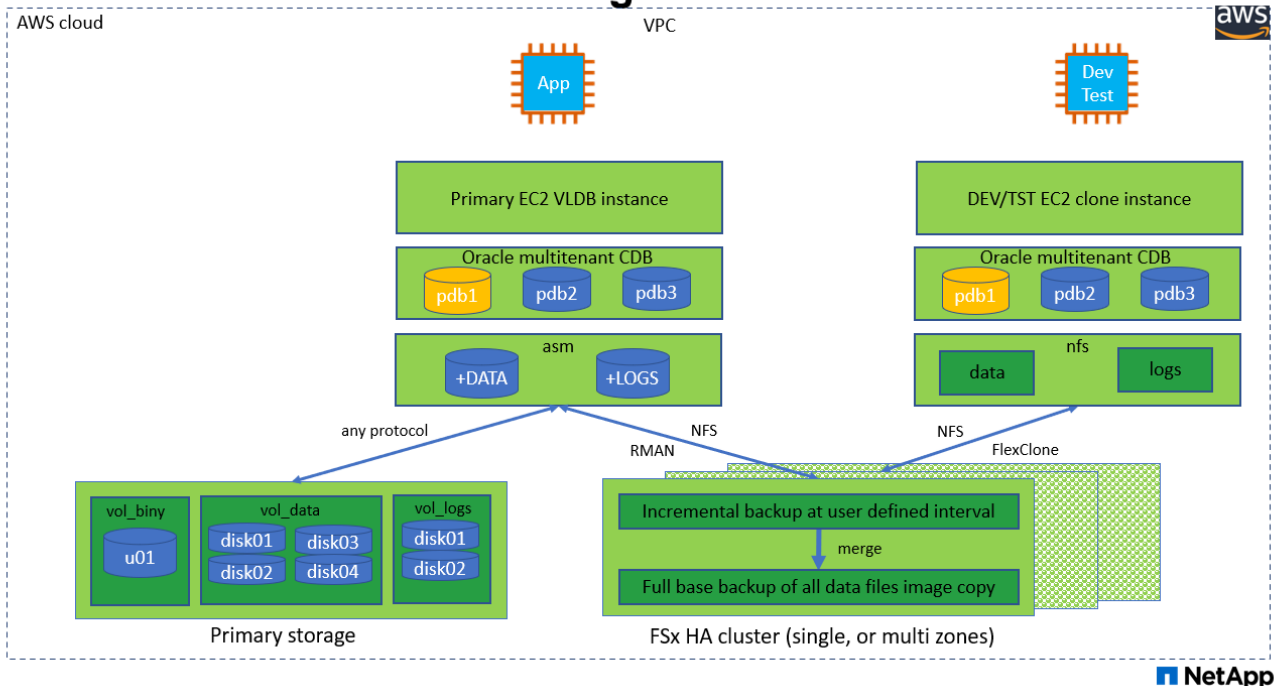 AWS cloud
VPC
aws
App
Dev
Test
Primary EC2 VLDB instance
DEV/TST EC2 clone instance
Oracle multitenant CDB
pdb1
pdb2
pdb3
Oracle multitenant CDB
pdb1
pdb2
pdb3
asm
+DATA
+LOGS
nfs
data
logs
any protocol
NFS
RMAN
NFS
FlexClone
vol_biny
u01
vol_data
disk01
disk03
disk02
disk04
vol_logs
disk01
disk02
Incremental backup at user defined interval
merge
Full base backup of all data files image copy
Primary storage
FSx HA cluster (single, or multi zones)
NetApp